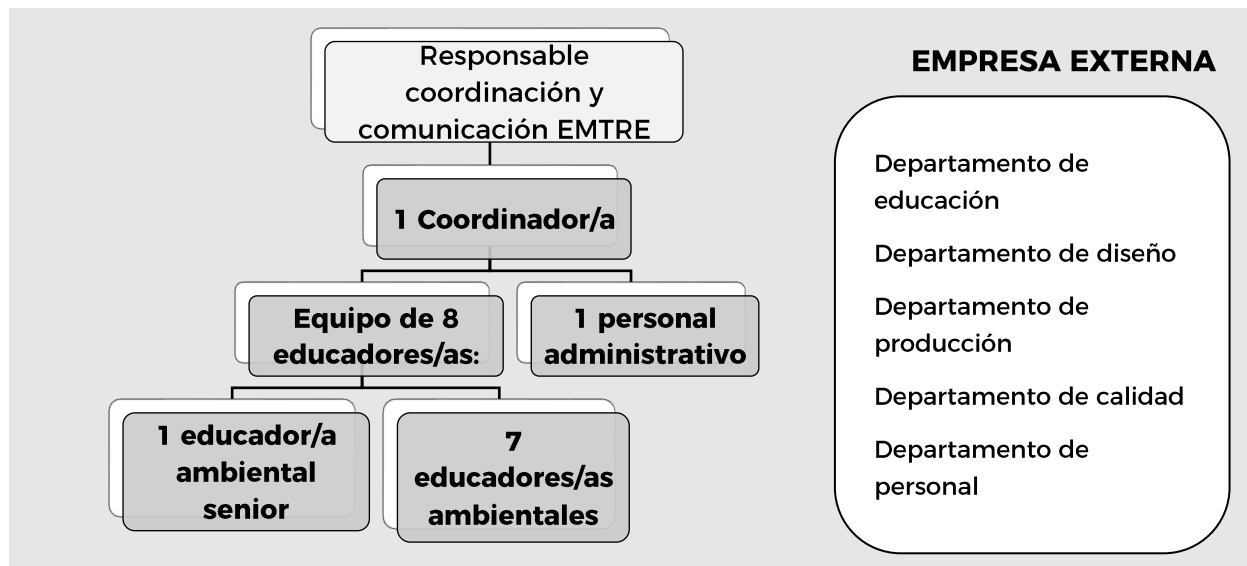 Responsable
coordinación y
comunicación EMTRE
1 Coordinador/a
Equipo de 8
educadores/as:
1 personal
administrativo
1 educador/a
ambiental
senior
7
educadores/as
ambientales
EMPRESA EXTERNA
Departamento de
educación
Departamento de diseño
Departamento de
producción
Departamento de calidad
Departamento de
personal